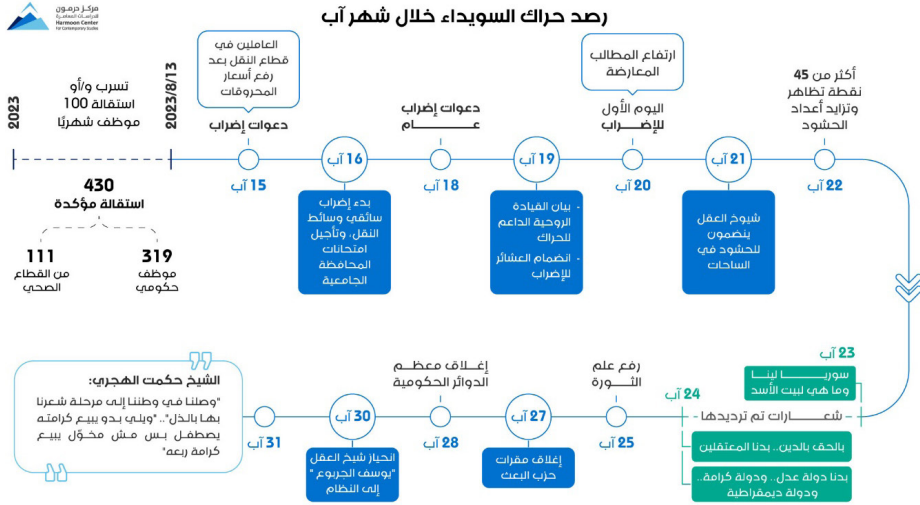 مركز حرمون
للدراسات المعاصرة
Harmoon Center
For Contemporary Studies
رصد حراك السويداء خلال شهر آب
2023
تسرب و/أو
استقالة 100
موظف شهريًا
2023/8/13
430
استقالة مؤكدة
319
موظف
حكومي
111
من القطاع
الصحي
العاملين في
قطاع النقل بعد
رفع أسعار
المحروقات
دعوات إضراب
15 آب
16 آب
بدء إضراب
سائقي وسائط
النقل، وتأجيل
امتحانات
المحافظة
الجامعية
دعوات إضراب
عـــــــام
18 آب
19 آب
- بيان القيادة
الروحية الداعم
للحراك
- انضمام العشائر
للإضراب
ارتفاع المطالب
المعارضة
اليوم الأول
للإضراب
20 آب
21 آب
شيوخ العقل
ينضمون
للحشود في
الساحات
أكثر من 45
نقطة تظاهر
وتزايد أعداد
الحشود
22 آب
23 آب
سوريـــــا لينـــا
وما هي لبيت الأسد
شعـــــارات تم ترديدها
24 آب
بالحق بالدين.. بدنا المعتقلين
بدنا دولة عدل.. ودولة كرامة..
ودولة ديمقراطية
رفع علم
الثــــورة
25 آب
27 آب
إغلاق مقرات
حزب البعث
إغـــلاق معظــم
الدوائر الحكومية
28 آب
30 آب
انحياز شيخ العقل
"يوسف الجربوع"
إلى النظام
31 آب
الشيخ حكمت الهجري:
"وصلنا في وطننا إلى مرحلة شعرنا
بها بالذل".. "ويلي بدو يبيع كرامته
يصطفل بس مش مخوّل يبيع
كرامة ربعه"